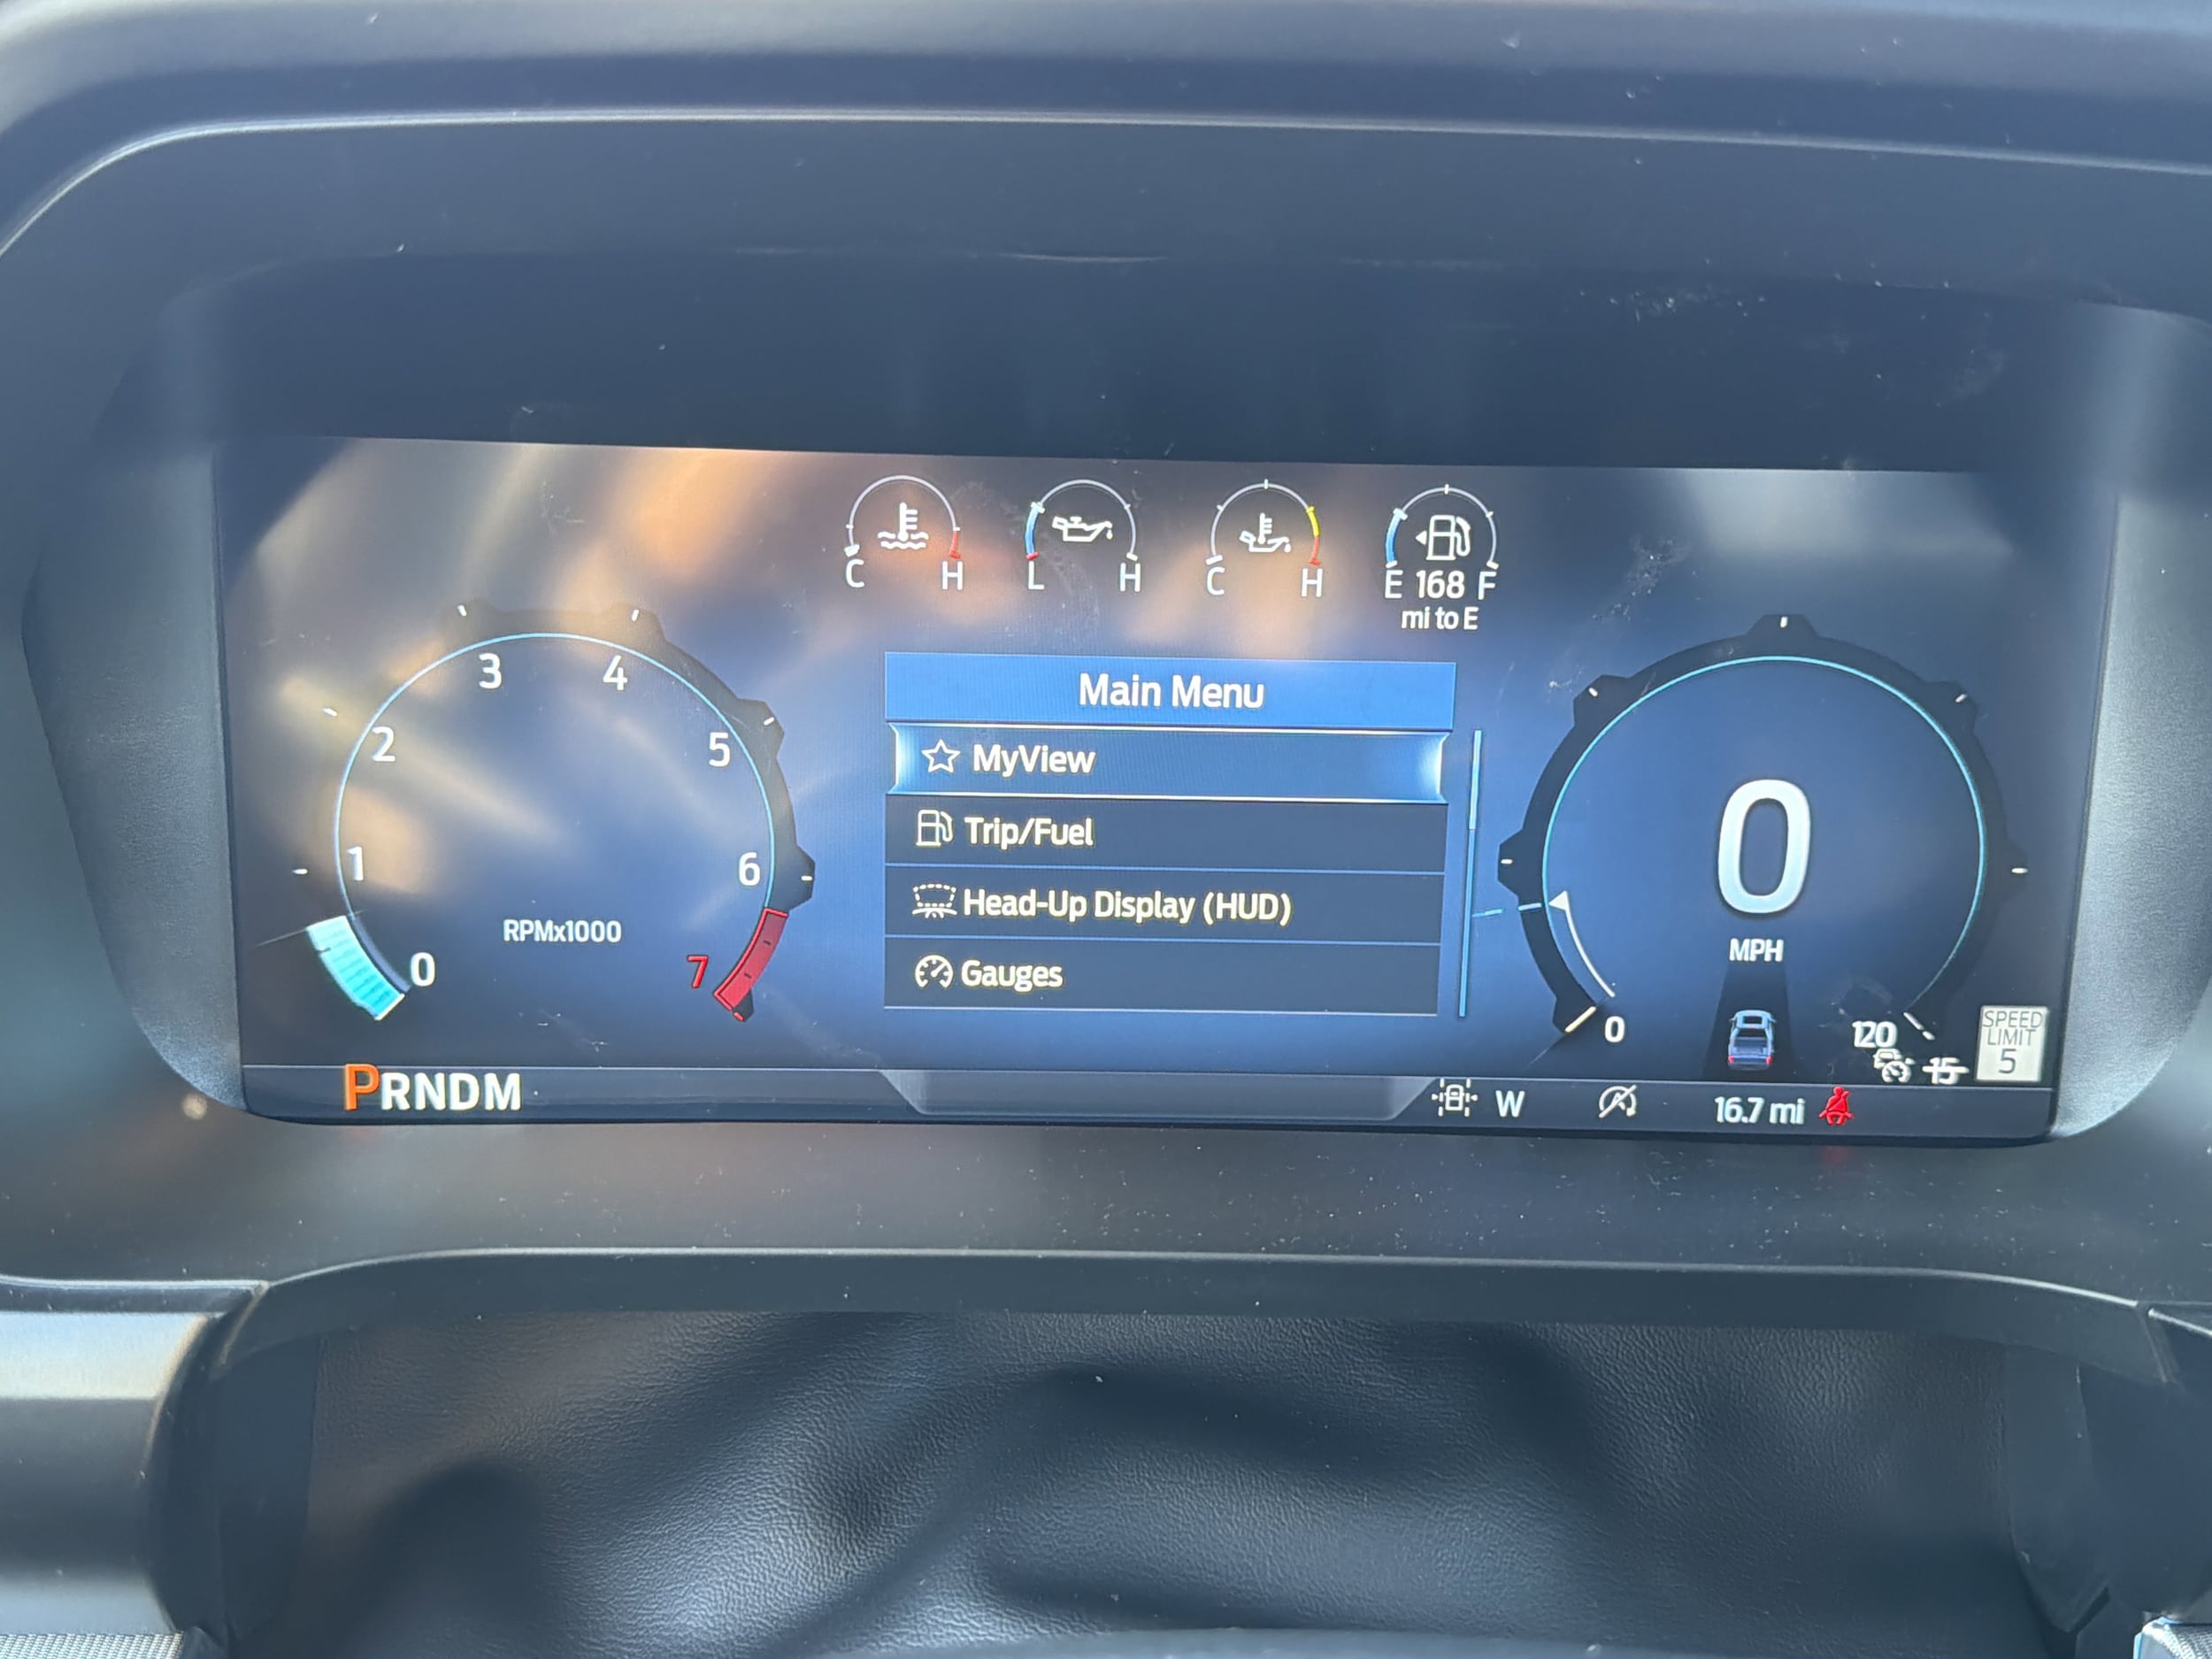 C H
L H
C H
E 168 F
mi to E
3 4
2 5
1 6
0 7
RPMx1000
Main Menu
MyView
Trip/Fuel
Head-Up Display (HUD)
Gauges
0
MPH
0 120
15
SPEED
LIMIT
5
PRNDM
W
16.7 mi